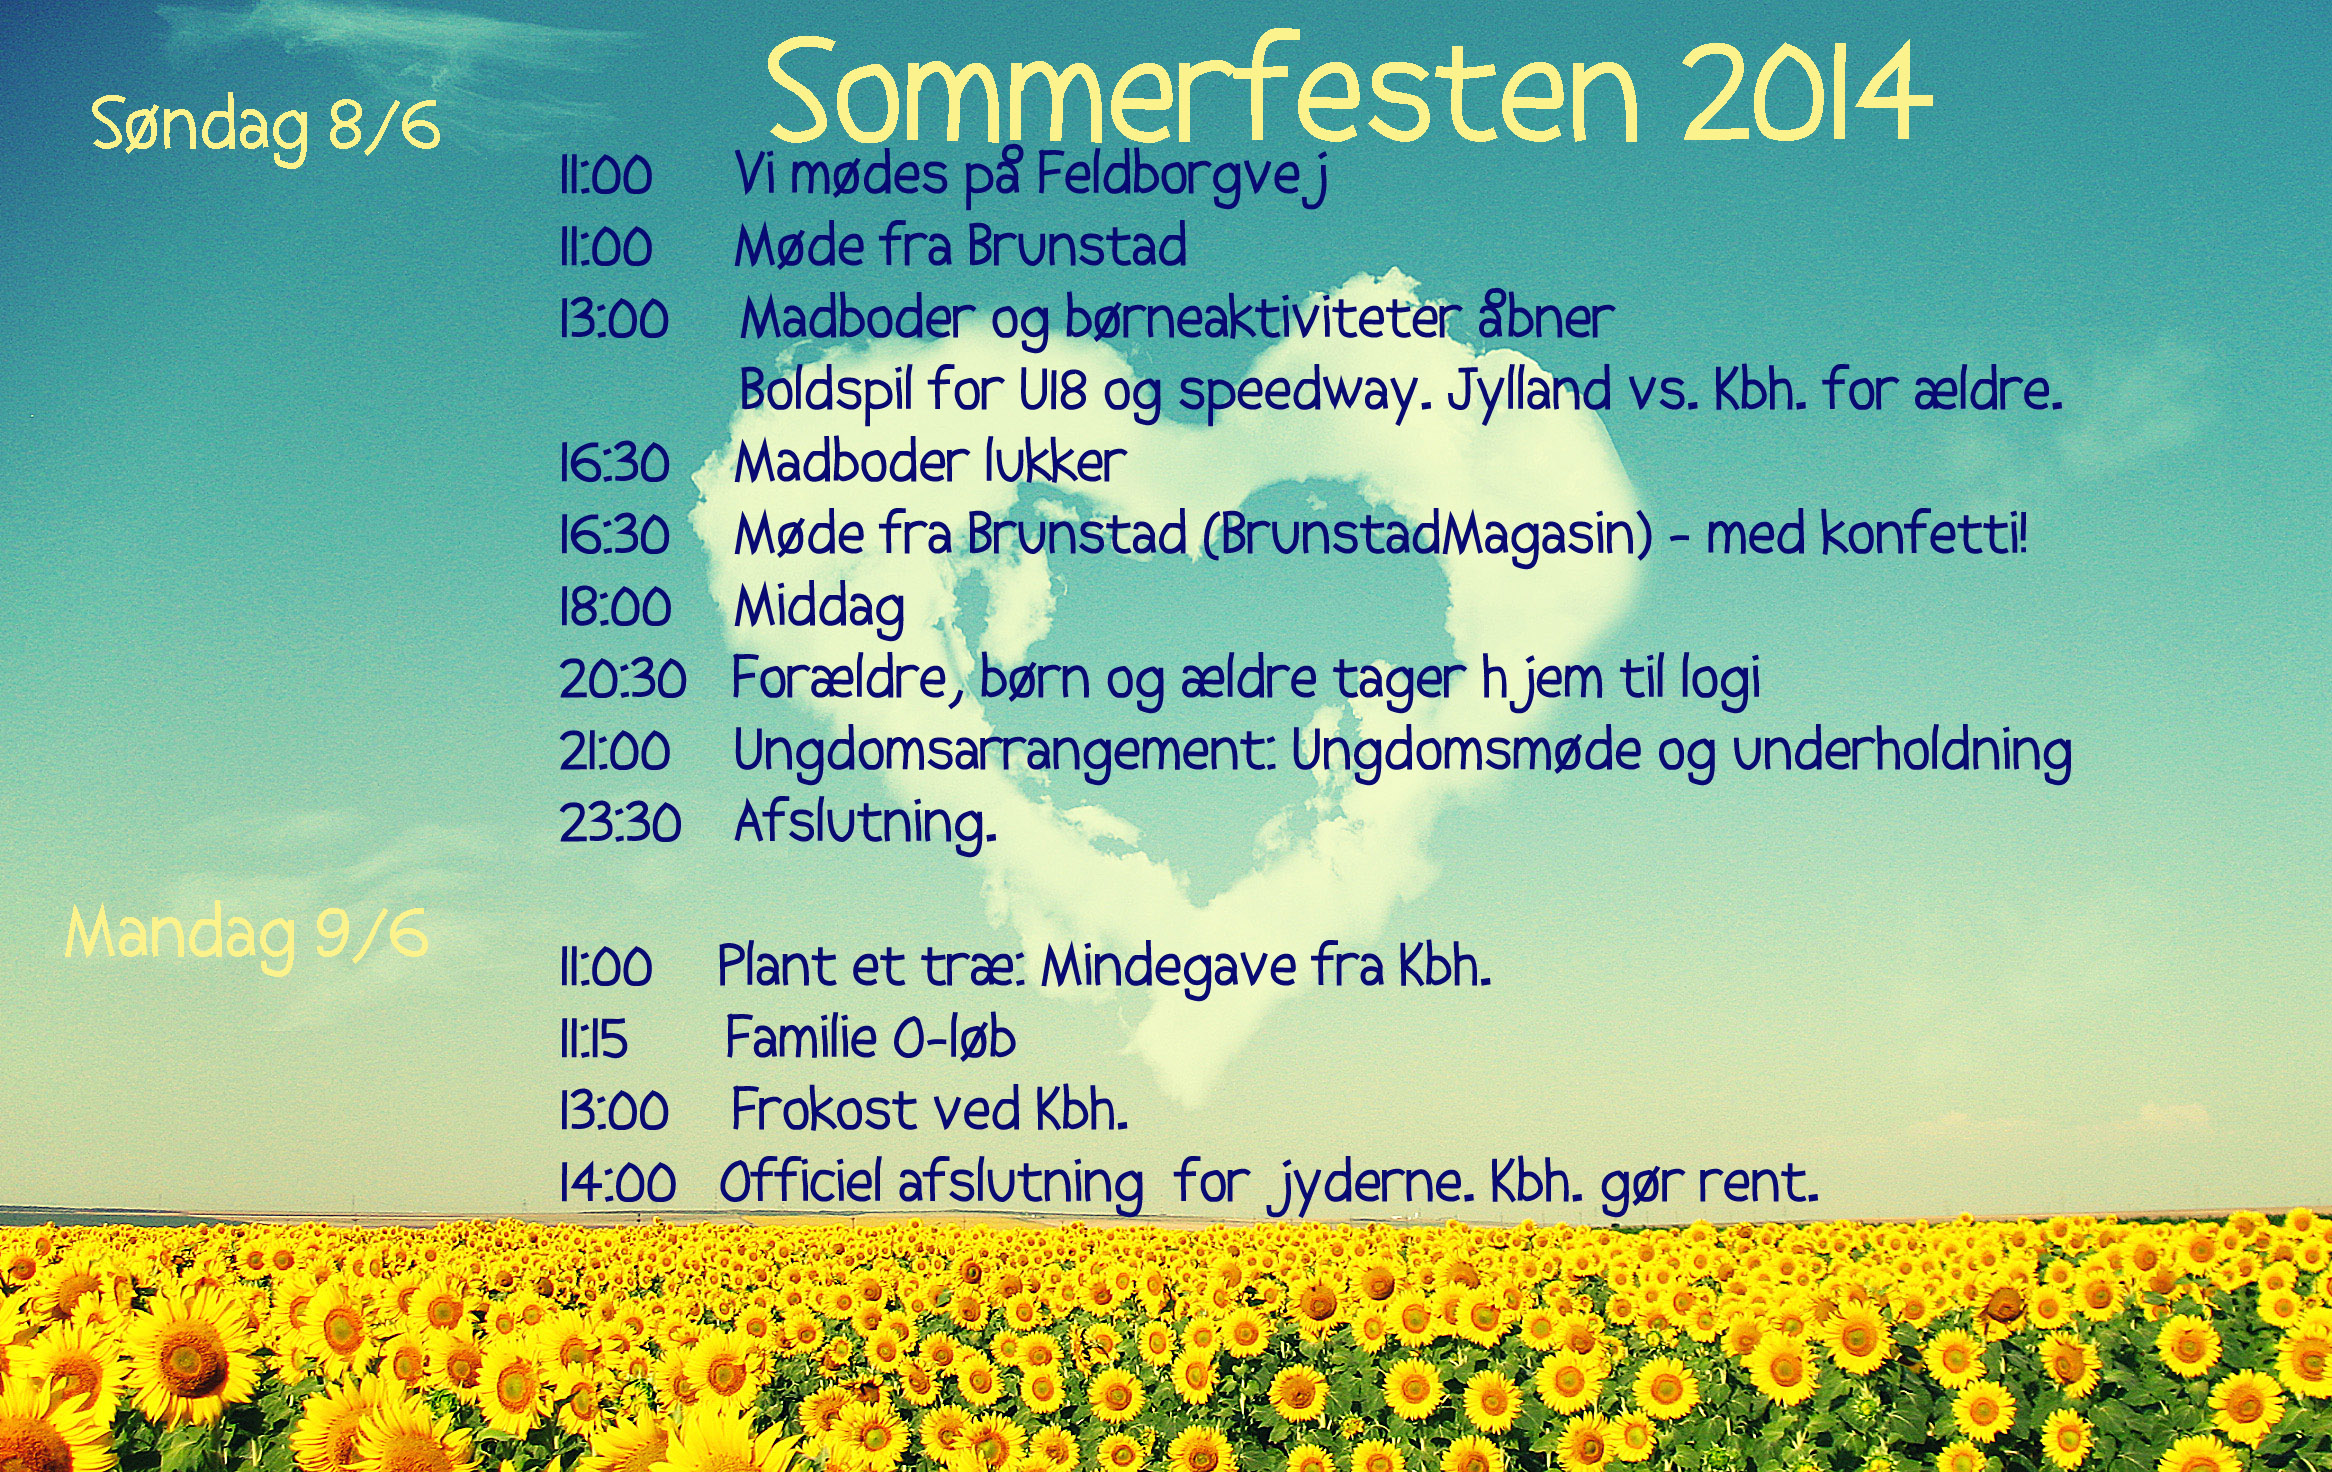 Sommerfesten 2014
Søndag 8/6
11:00 Vi mødes på Feldborgvej
11:00 Møde fra Brunstad
13:00 Madboder og børneaktiviteter åbner
Boldspil for U18 og speedway. Jylland vs. Kbh. for ældre.
16:30 Madboder lukker
16:30 Møde fra Brunstad (BrunstadMagasin) - med konfetti!
18:00 Middag
20:30 Forældre, børn og ældre tager hjem til logi
21:00 Ungdomsarrangement: Ungdomsmøde og underholdning
23:30 Afslutning.
Mandag 9/6
11:00 Plant et træ: Mindegave fra Kbh.
11:15 Familie O-løb
13:00 Frokost ved Kbh.
14:00 Officiel afslutning for jyderne. Kbh. gør rent.